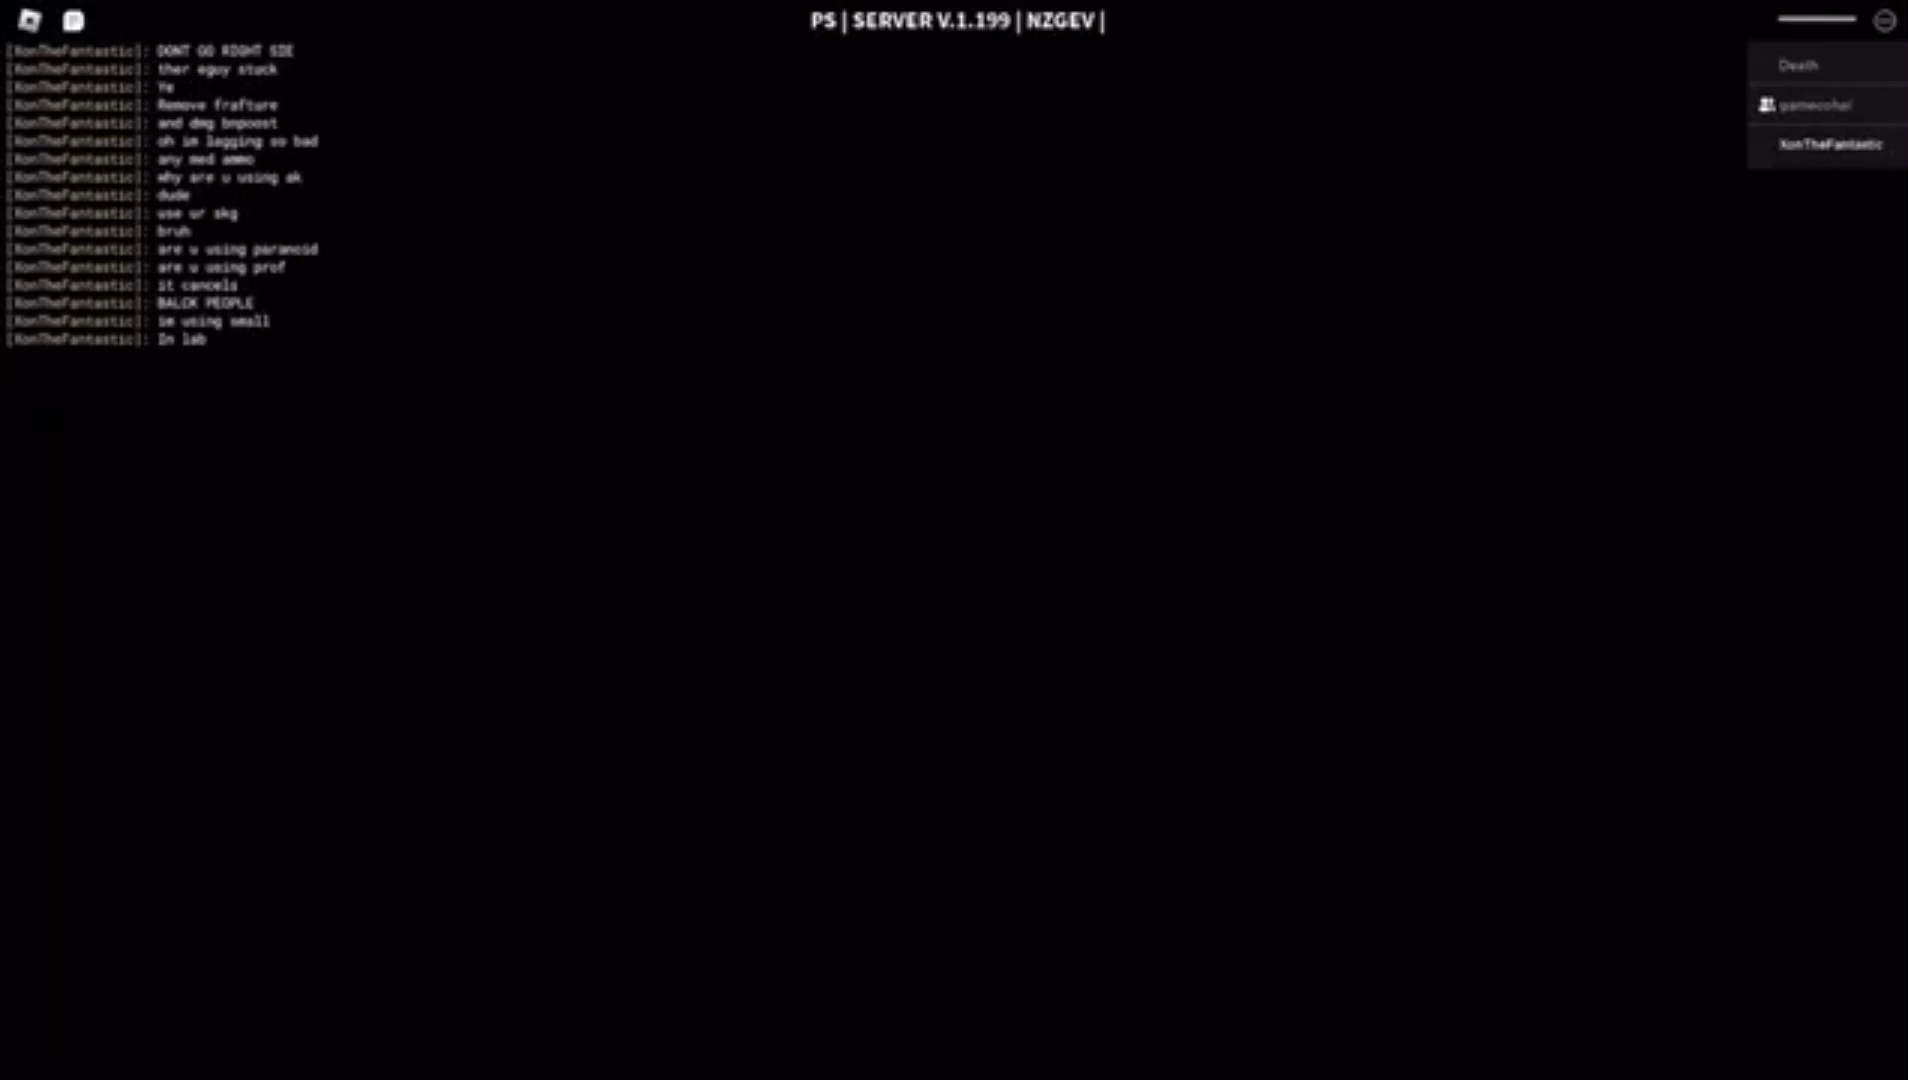 PS | SERVER V.1.199 | NZGEV |
[XonTheFantastic]: DONT GO RIGHT SIE
[XonTheFantastic]: ther eguy stuck
[XonTheFantastic]: Ye
[XonTheFantastic]: Remove frafture
[XonTheFantastic]: and dmg bnpoost
[XonTheFantastic]: oh im lagging so bad
[XonTheFantastic]: any med ammo
[XonTheFantastic]: why are u using ak
[XonTheFantastic]: dude
[XonTheFantastic]: use ur skg
[XonTheFantastic]: bruh
[XonTheFantastic]: are u using paranoid
[XonTheFantastic]: are u using prof
[XonTheFantastic]: it cancels
[XonTheFantastic]: BALCK PEOPLE
[XonTheFantastic]: im using small
[XonTheFantastic]: In lab
Death
XonTheFantastic